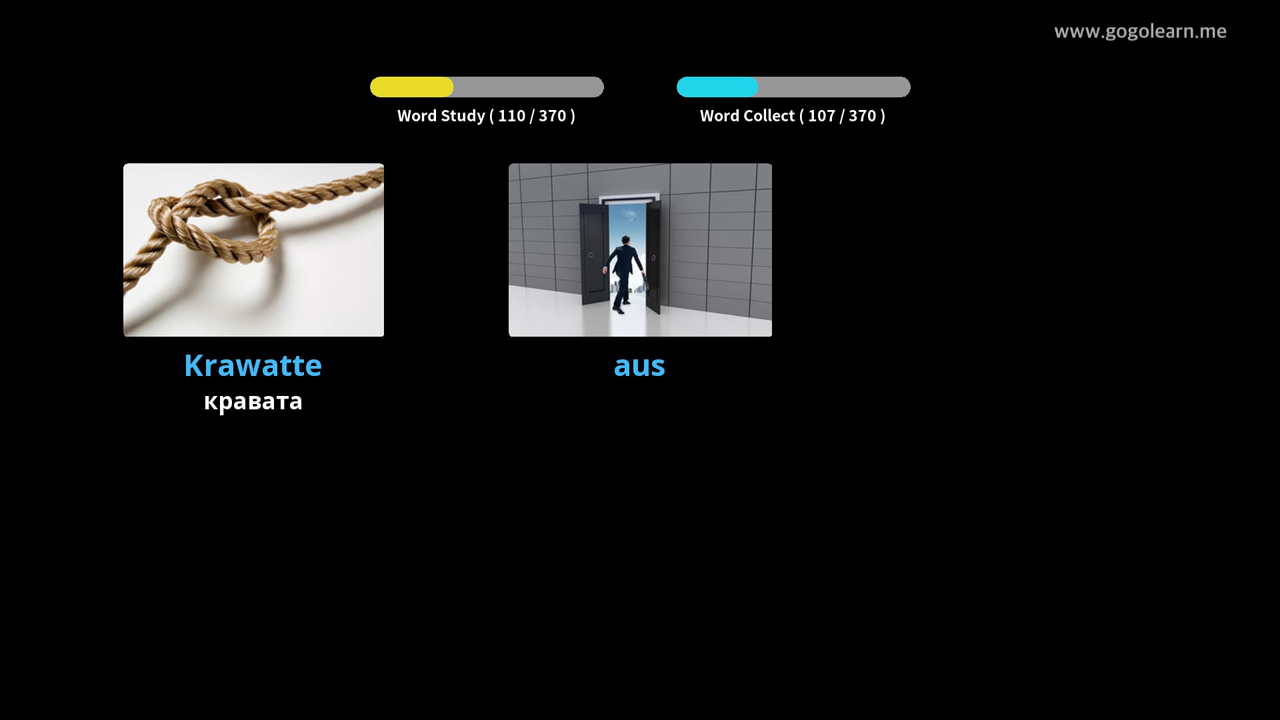 www.gogolearn.me
Word Study ( 110 / 370 )
Word Collect ( 107 / 370 )
Krawatte
кравата
aus